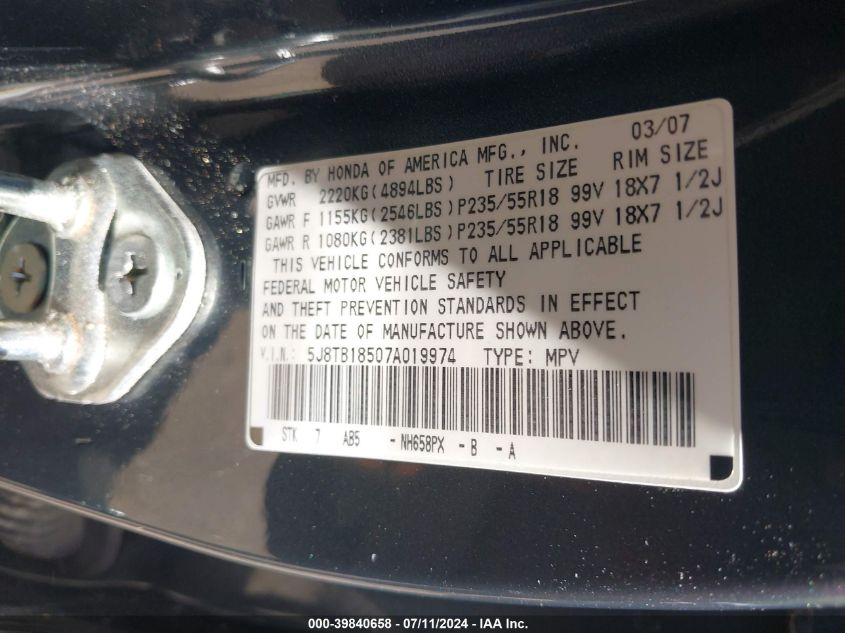 MFD. BY HONDA OF AMERICA MFG., INC. 03/07
GVWR 2220KG(4894LBS) TIRE SIZE RIM SIZE
GAWR F 1155KG(2546LBS)P235/55R18 99V 18X7 1/2J
GAWR R 1080KG(2381LBS)P235/55R18 99V 18X7 1/2J
THIS VEHICLE CONFORMS TO ALL APPLICABLE
FEDERAL MOTOR VEHICLE SAFETY
AND THEFT PREVENTION STANDARDS IN EFFECT
ON THE DATE OF MANUFACTURE SHOWN ABOVE.
V.I.N.: 5J8TB18507A019974 TYPE: MPV
STK 7 AB5 - NH658PX - B - A
000-39840658 - 07/11/2024 - IAAI.com